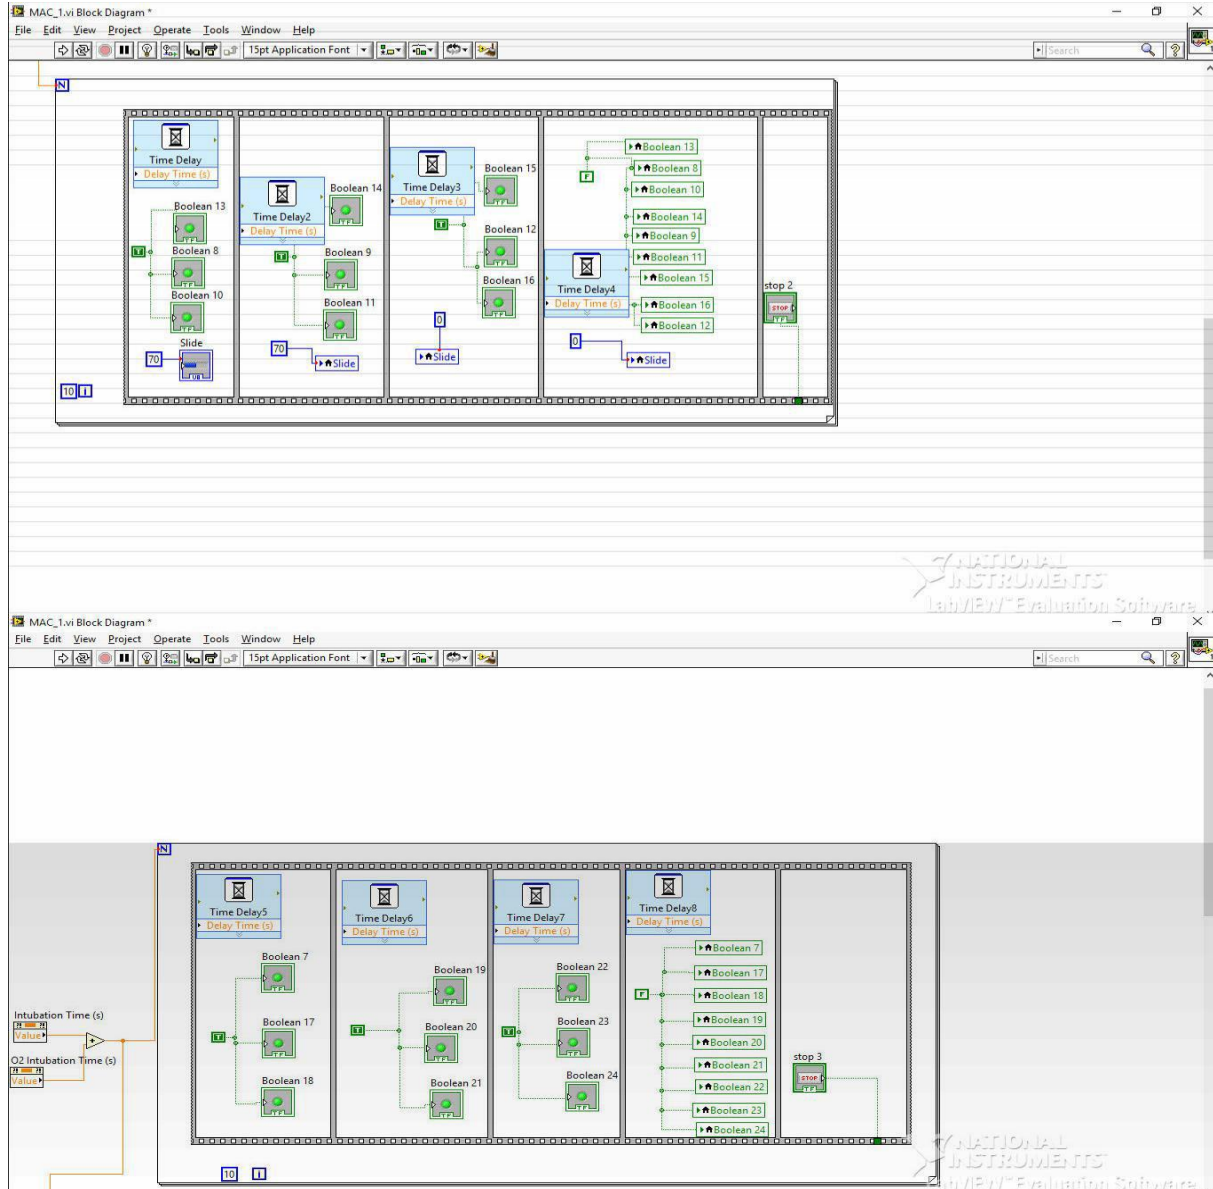 MAC_1.vi Block Diagram *
File Edit View Project Operate Tools Window Help
15pt Application Font
Search
N
Time Delay
Delay Time (s)
Boolean 13
T
Boolean 8
Boolean 10
Slide
70
10 i
Time Delay2
Delay Time (s)
Boolean 14
T
Boolean 9
Boolean 11
70
Slide
Time Delay3
Delay Time (s)
Boolean 15
T
Boolean 12
Boolean 16
0
Slide
F
Boolean 13
Boolean 8
Boolean 10
Boolean 14
Boolean 9
Boolean 11
Boolean 15
Boolean 16
Boolean 12
Time Delay4
Delay Time (s)
0
Slide
stop 2
STOP
NATIONAL
INSTRUMENTS
LabVIEW™ Evaluation Software
MAC_1.vi Block Diagram *
File Edit View Project Operate Tools Window Help
15pt Application Font
Search
N
Intubation Time (s)
Value
O2 Intubation Time (s)
Value
Time Delay5
Delay Time (s)
Boolean 7
T
Boolean 17
Boolean 18
Time Delay6
Delay Time (s)
Boolean 19
T
Boolean 20
Boolean 21
Time Delay7
Delay Time (s)
Boolean 22
T
Boolean 23
Boolean 24
Time Delay8
Delay Time (s)
F
Boolean 7
Boolean 17
Boolean 18
Boolean 19
Boolean 20
Boolean 21
Boolean 22
Boolean 23
Boolean 24
stop 3
STOP
10 i
NATIONAL
INSTRUMENTS
LabVIEW™ Evaluation Software